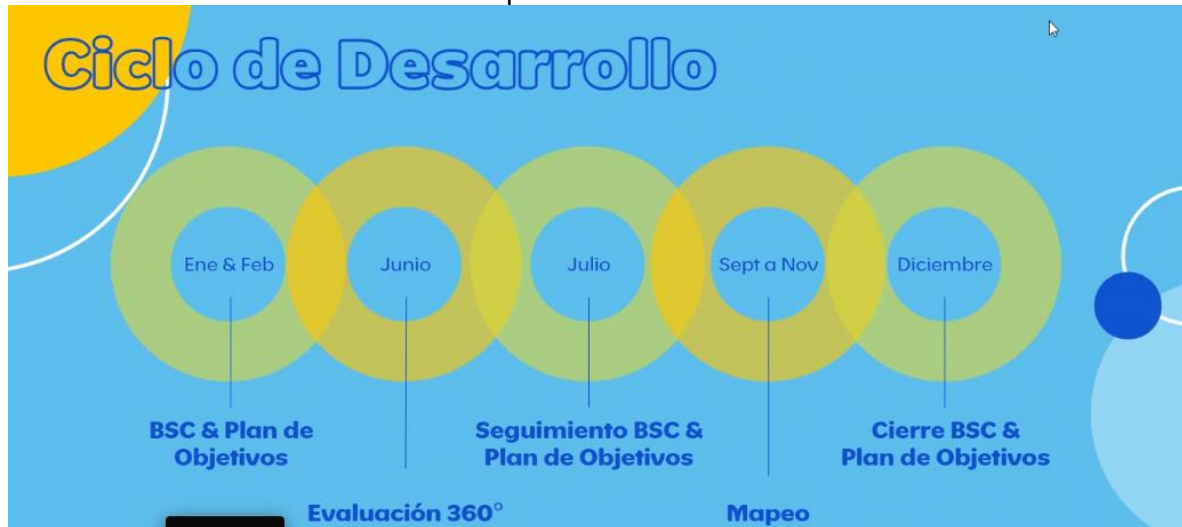 Ciclo de Desarrollo
Ene & Feb
Junio
Julio
Sept a Nov
Diciembre
BSC & Plan de
Objetivos
Seguimiento BSC &
Plan de Objetivos
Cierre BSC &
Plan de Objetivos
Evaluación 360°
Mapeo